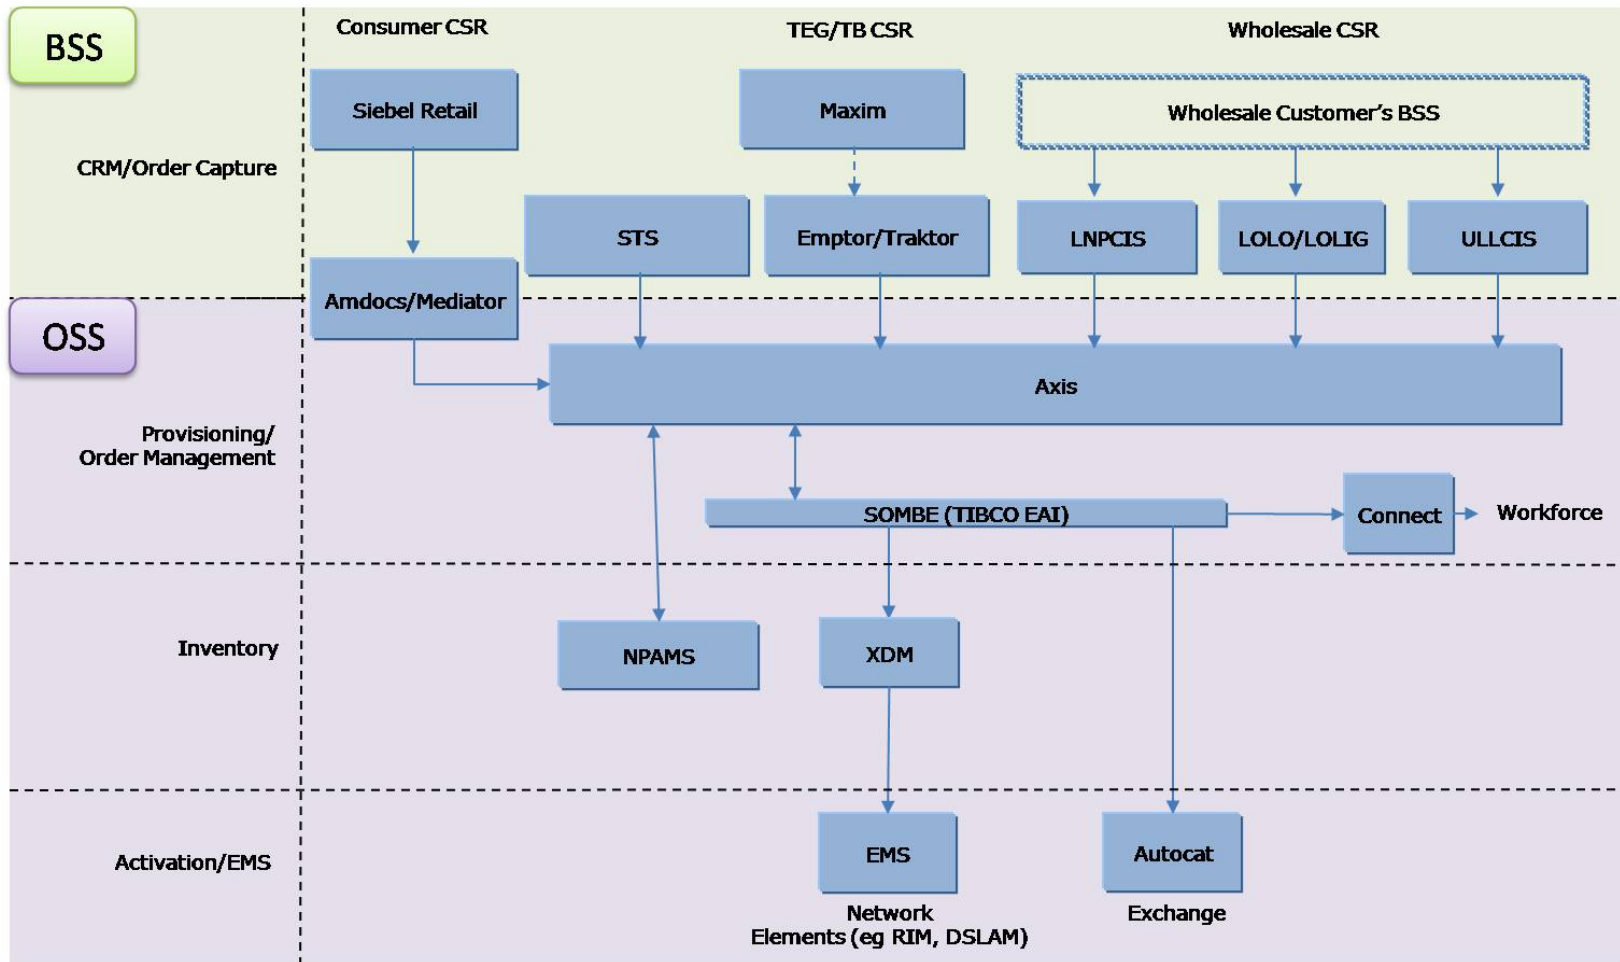 BSS
Consumer CSR
TEG/TB CSR
Wholesale CSR
Siebel Retail
Maxim
Wholesale Customer's BSS
CRM/Order Capture
STS
Emptor/Traktor
LNPCIS
LOLO/LOLIG
ULLCIS
Amdocs/Mediator
OSS
Axis
Provisioning/
Order Management
SOMBE (TIBCO EAI)
Connect
Workforce
Inventory
NPAMS
XDM
Activation/EMS
EMS
Autocat
Network
Elements (eg RIM, DSLAM)
Exchange